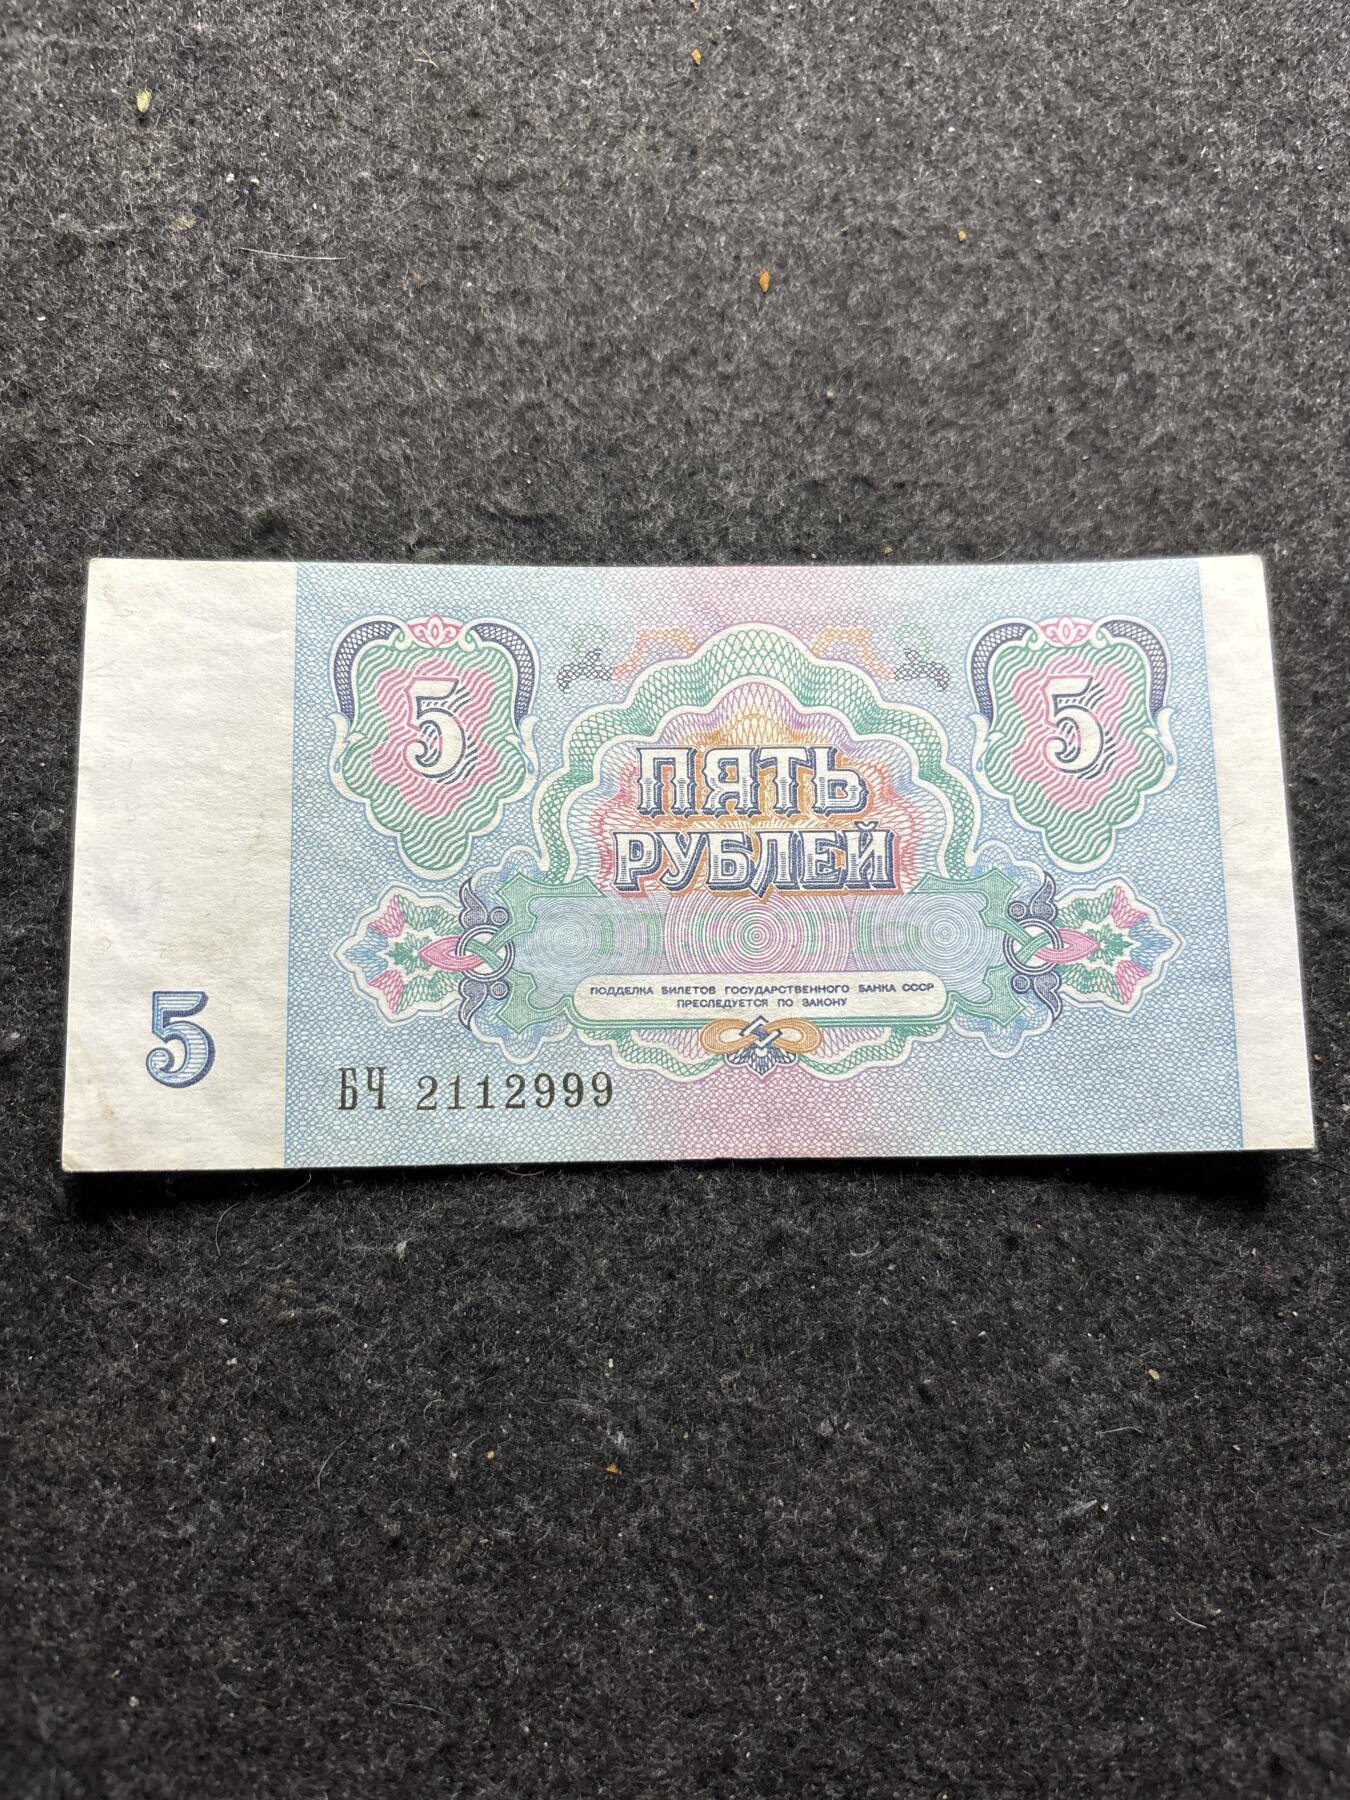 5
5
ПЯТЬ
РУБЛЕЙ
ПОДДЕЛКА БИЛЕТОВ ГОСУДАРСТВЕННОГО БАНКА СССР
ПРЕСЛЕДУЕТСЯ ПО ЗАКОНУ
5
БЧ 2112999